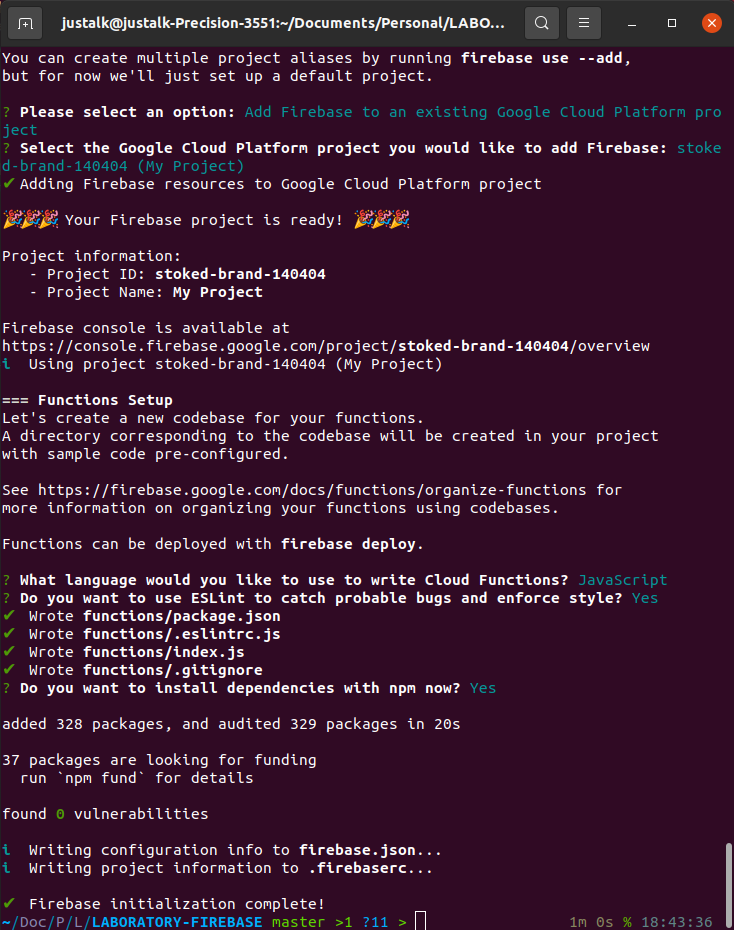 justalk@justalk-Precision-3551:~/Documents/Personal/LABO...
You can create multiple project aliases by running firebase use --add,
but for now we'll just set up a default project.
? Please select an option: Add Firebase to an existing Google Cloud Platform pro
ject
? Select the Google Cloud Platform project you would like to add Firebase: stoke
d-brand-140404 (My Project)
✔ Adding Firebase resources to Google Cloud Platform project
🎉🎉🎉 Your Firebase project is ready! 🎉🎉🎉
Project information:
   - Project ID: stoked-brand-140404
   - Project Name: My Project
Firebase console is available at
https://console.firebase.google.com/project/stoked-brand-140404/overview
i  Using project stoked-brand-140404 (My Project)
=== Functions Setup
Let's create a new codebase for your functions.
A directory corresponding to the codebase will be created in your project
with sample code pre-configured.
See https://firebase.google.com/docs/functions/organize-functions for
more information on organizing your functions using codebases.
Functions can be deployed with firebase deploy.
? What language would you like to use to write Cloud Functions? JavaScript
? Do you want to use ESLint to catch probable bugs and enforce style? Yes
✔  Wrote functions/package.json
✔  Wrote functions/.eslintrc.js
✔  Wrote functions/index.js
✔  Wrote functions/.gitignore
? Do you want to install dependencies with npm now? Yes
added 328 packages, and audited 329 packages in 20s
37 packages are looking for funding
  run `npm fund` for details
found 0 vulnerabilities
i  Writing configuration info to firebase.json...
i  Writing project information to .firebaserc...
✔  Firebase initialization complete!
~/Doc/P/L/LABORATORY-FIREBASE master >1 ?11 > 1m 0s % 18:43:36